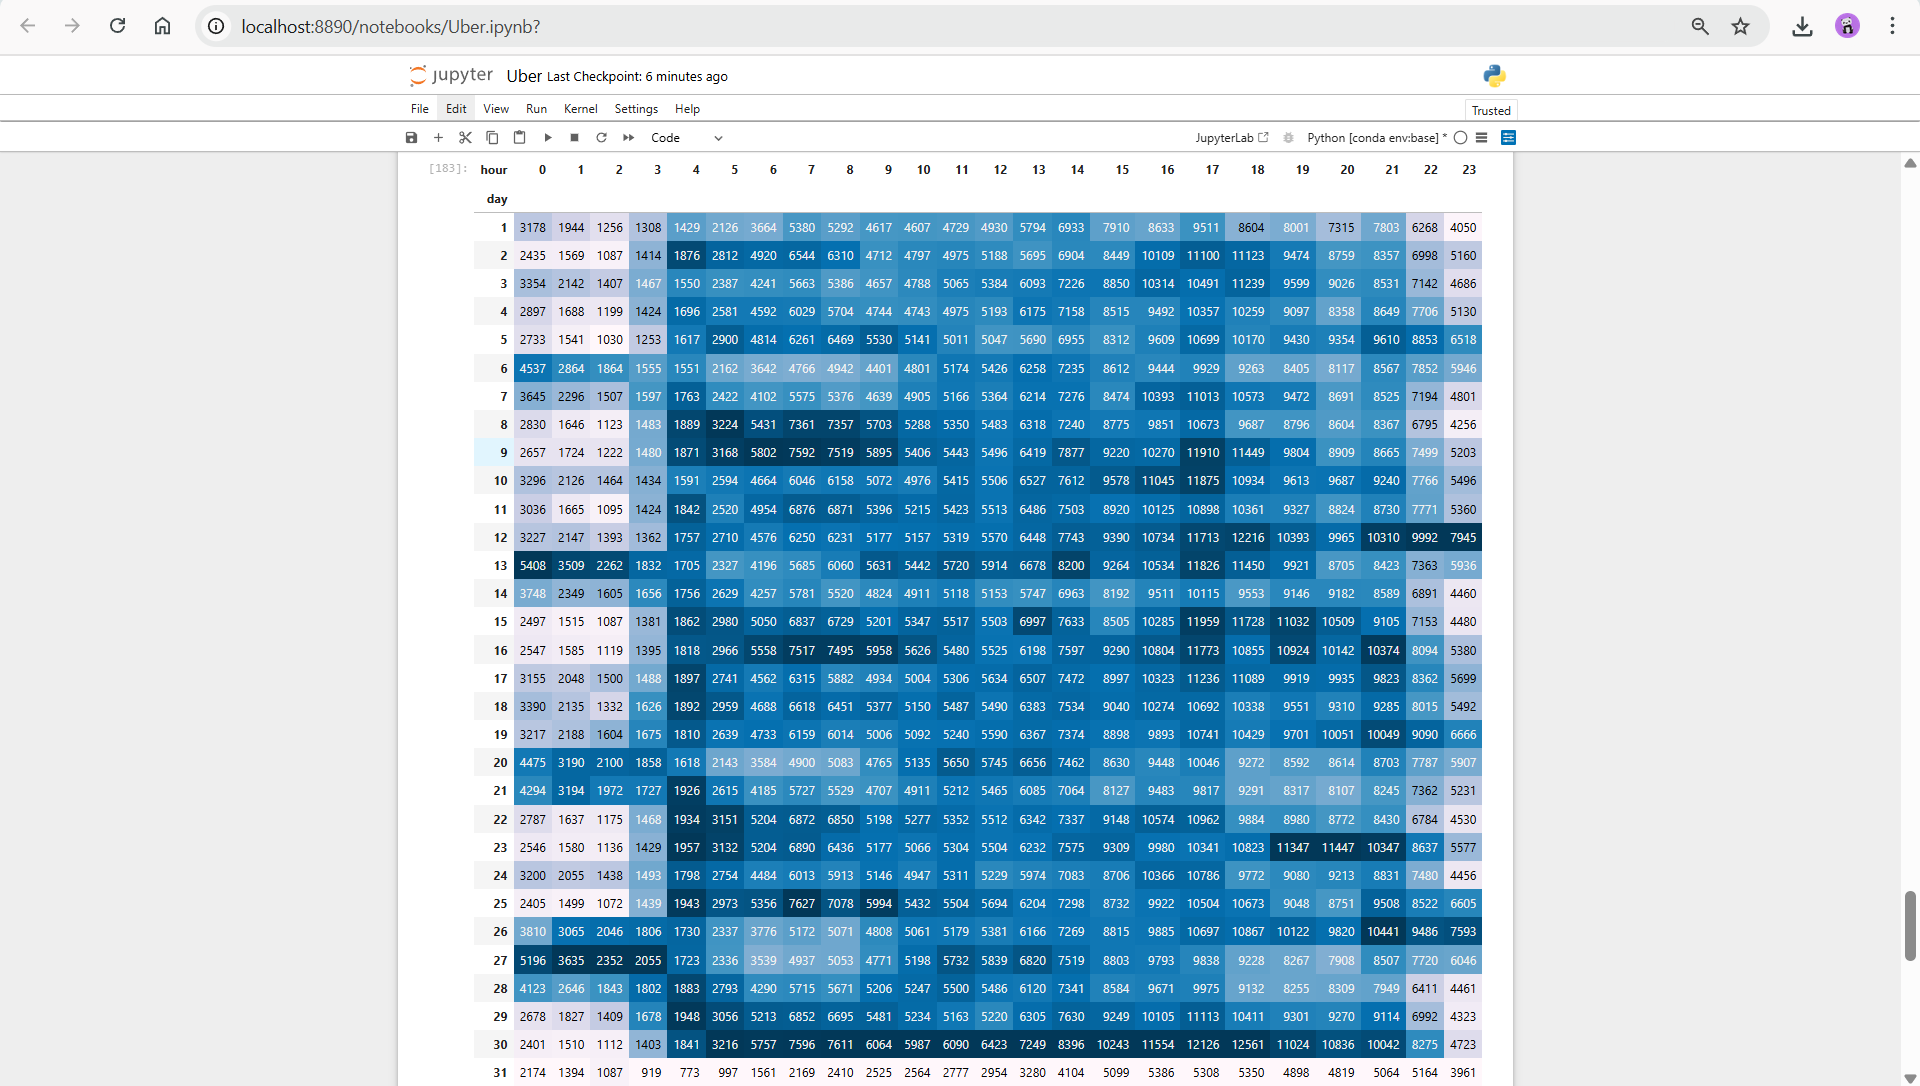 localhost:8890/notebooks/Uber.ipynb?
jupyter Uber Last Checkpoint: 6 minutes ago
File Edit View Run Kernel Settings Help
Trusted
Code JupyterLab Python [conda env:base] *
[183]: hour 0 1 2 3 4 5 6 7 8 9 10 11 12 13 14 15 16 17 18 19 20 21 22 23
day
1 3178 1944 1256 1308 1429 2126 3664 5380 5292 4617 4607 4729 4930 5794 6933 7910 8633 9511 8604 8001 7315 7803 6268 4050
2 2435 1569 1087 1414 1876 2812 4920 6544 6310 4712 4797 4975 5188 5695 6904 8449 10109 11100 11123 9474 8759 8357 6998 5160
3 3354 2142 1407 1467 1550 2387 4241 5663 5386 4657 4788 5065 5384 6093 7226 8850 10314 10491 11239 9599 9026 8531 7142 4686
4 2897 1688 1199 1424 1696 2581 4592 6029 5704 4744 4743 4975 5193 6175 7158 8515 9492 10357 10259 9097 8358 8649 7706 5130
5 2733 1541 1030 1253 1617 2900 4814 6261 6469 5530 5141 5011 5047 5690 6955 8312 9609 10699 10170 9430 9354 9610 8853 6518
6 4537 2864 1864 1555 1551 2162 3642 4766 4942 4401 4801 5174 5426 6258 7235 8612 9444 9929 9263 8405 8117 8567 7852 5946
7 3645 2296 1507 1597 1763 2422 4102 5575 5376 4639 4905 5166 5364 6214 7276 8474 10393 11013 10573 9472 8691 8525 7194 4801
8 2830 1646 1123 1483 1889 3224 5431 7361 7357 5703 5288 5350 5483 6318 7240 8775 9851 10673 9687 8796 8604 8367 6795 4256
9 2657 1724 1222 1480 1871 3168 5802 7592 7519 5895 5406 5443 5496 6419 7877 9220 10270 11910 11449 9804 8909 8665 7499 5203
10 3296 2126 1464 1434 1591 2594 4664 6046 6158 5072 4976 5415 5506 6527 7612 9578 11045 11875 10934 9613 9687 9240 7766 5496
11 3036 1665 1095 1424 1842 2520 4954 6876 6871 5396 5215 5423 5513 6486 7503 8920 10125 10898 10361 9327 8824 8730 7771 5360
12 3227 2147 1393 1362 1757 2710 4576 6250 6231 5177 5157 5319 5570 6448 7743 9390 10734 11713 12216 10393 9965 10310 9992 7945
13 5408 3509 2262 1832 1705 2327 4196 5685 6060 5631 5442 5720 5914 6678 8200 9264 10534 11826 11450 9921 8705 8423 7363 5936
14 3748 2349 1605 1656 1756 2629 4257 5781 5520 4824 4911 5118 5153 5747 6963 8192 9511 10115 9553 9146 9182 8589 6891 4460
15 2497 1515 1087 1381 1862 2980 5050 6837 6729 5201 5347 5517 5503 6997 7633 8505 10285 11959 11728 11032 10509 9105 7153 4480
16 2547 1585 1119 1395 1818 2966 5558 7517 7495 5958 5626 5480 5525 6198 7597 9290 10804 11773 10855 10924 10142 10374 8094 5380
17 3155 2048 1500 1488 1897 2741 4562 6315 5882 4934 5004 5306 5634 6507 7472 8997 10323 11236 11089 9919 9935 9823 8362 5699
18 3390 2135 1332 1626 1892 2959 4688 6618 6451 5377 5150 5487 5490 6383 7534 9040 10274 10692 10338 9551 9310 9285 8015 5492
19 3217 2188 1604 1675 1810 2639 4733 6159 6014 5006 5092 5240 5590 6367 7374 8898 9893 10741 10429 9701 10051 10049 9090 6666
20 4475 3190 2100 1858 1618 2143 3584 4900 5083 4765 5135 5650 5745 6656 7462 8630 9448 10046 9272 8592 8614 8703 7787 5907
21 4294 3194 1972 1727 1926 2615 4185 5727 5529 4707 4911 5212 5465 6085 7064 8127 9483 9817 9291 8317 8107 8245 7362 5231
22 2787 1637 1175 1468 1934 3151 5204 6872 6850 5198 5277 5352 5512 6342 7337 9148 10574 10962 9884 8980 8772 8430 6784 4530
23 2546 1580 1136 1429 1957 3132 5204 6890 6436 5177 5066 5304 5504 6232 7575 9309 9980 10341 10823 11347 11447 10347 8637 5577
24 3200 2055 1438 1493 1798 2754 4484 6013 5913 5146 4947 5311 5229 5974 7083 8706 10366 10786 9772 9080 9213 8831 7480 4456
25 2405 1499 1072 1439 1943 2973 5356 7627 7078 5994 5432 5504 5694 6204 7298 8732 9922 10504 10673 9048 8751 9508 8522 6605
26 3810 3065 2046 1806 1730 2337 3776 5172 5071 4808 5061 5179 5381 6166 7269 8815 9885 10697 10867 10122 9820 10441 9486 7593
27 5196 3635 2352 2055 1723 2336 3539 4937 5053 4771 5198 5732 5839 6820 7519 8803 9793 9838 9228 8267 7908 8507 7720 6046
28 4123 2646 1843 1802 1883 2793 4290 5715 5671 5206 5247 5500 5486 6120 7341 8584 9671 9975 9132 8255 8309 7949 6411 4461
29 2678 1827 1409 1678 1948 3056 5213 6852 6695 5481 5234 5163 5220 6305 7630 9249 10105 11113 10411 9301 9270 9114 6992 4323
30 2401 1510 1112 1403 1841 3216 5757 7596 7611 6064 5987 6090 6423 7249 8396 10243 11554 12126 12561 11024 10836 10042 8275 4723
31 2174 1394 1087 919 773 997 1561 2169 2410 2525 2564 2777 2954 3280 4104 5099 5386 5308 5350 4898 4819 5064 5164 3961